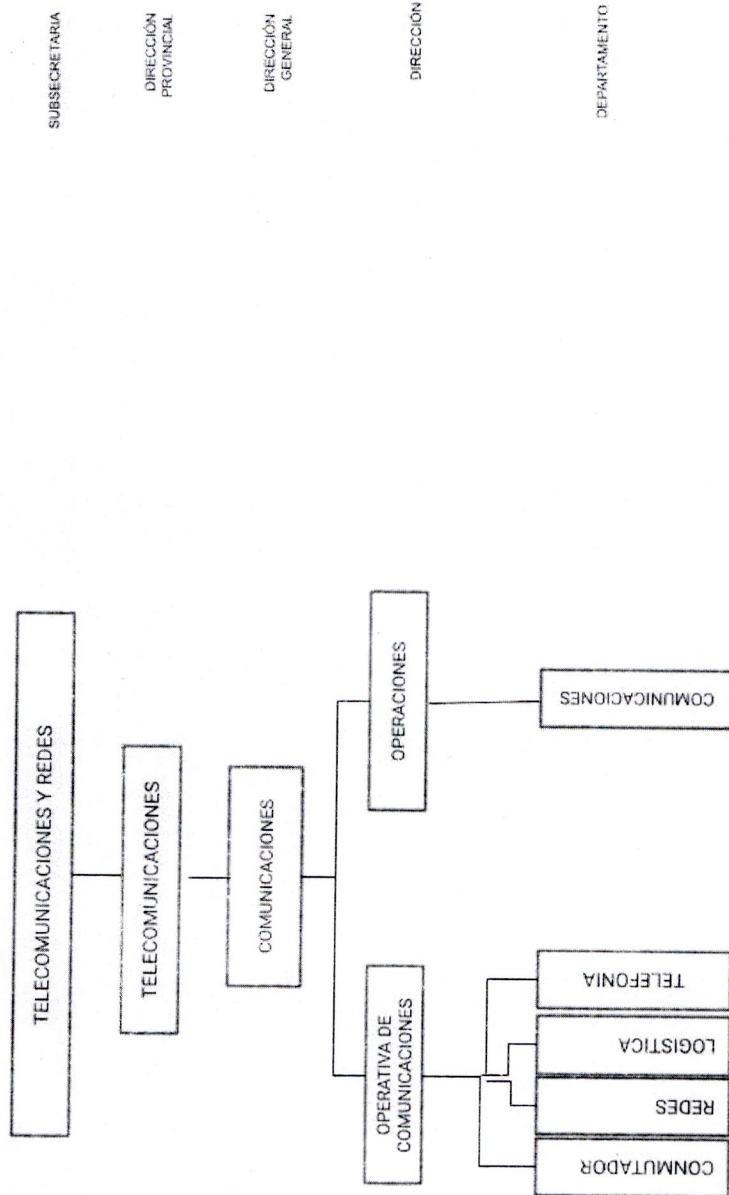 SUBSECRETARIA
TELECOMUNICACIONES Y REDES
DIRECCIÓN
PROVINCIAL
TELECOMUNICACIONES
DIRECCIÓN
GENERAL
COMUNICACIONES
DIRECCIÓN
OPERATIVA DE
COMUNICACIONES
OPERACIONES
DEPARTAMENTO
CONMUTADOR
REDES
LOGISTICA
TELEFONIA
COMUNICACIONES